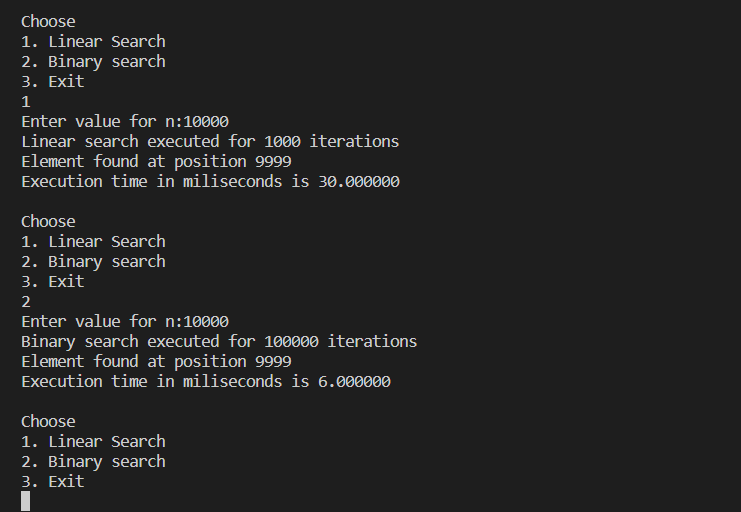 Choose
1. Linear Search
2. Binary search
3. Exit
1
Enter value for n:10000
Linear search executed for 1000 iterations
Element found at position 9999
Execution time in miliseconds is 30.000000
Choose
1. Linear Search
2. Binary search
3. Exit
2
Enter value for n:10000
Binary search executed for 100000 iterations
Element found at position 9999
Execution time in miliseconds is 6.000000
Choose
1. Linear Search
2. Binary search
3. Exit